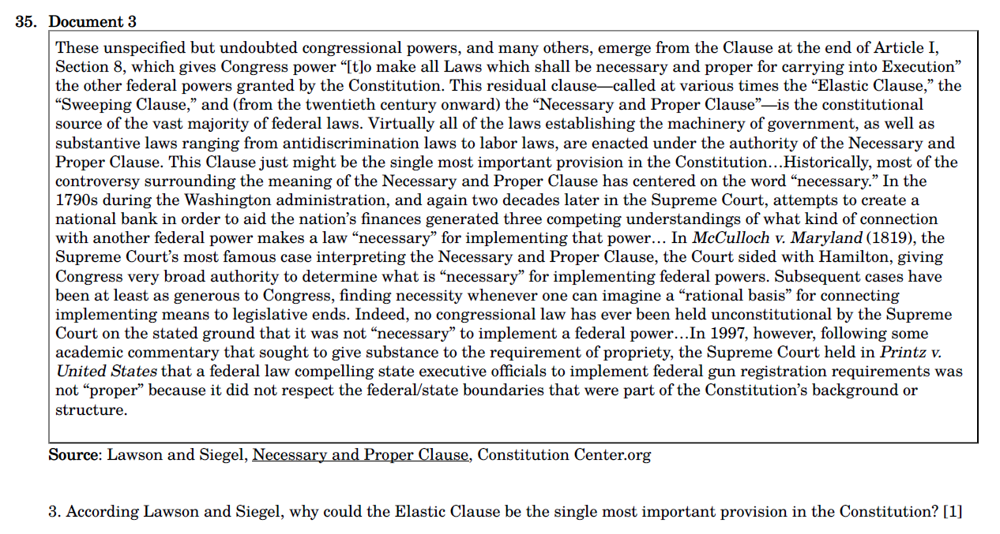 35. Document 3
These unspecified but undoubted congressional powers, and many others, emerge from the Clause at the end of Article I,
Section 8, which gives Congress power “[t]o make all Laws which shall be necessary and proper for carrying into Execution”
the other federal powers granted by the Constitution. This residual clause—called at various times the “Elastic Clause,” the
“Sweeping Clause,” and (from the twentieth century onward) the “Necessary and Proper Clause”—is the constitutional
source of the vast majority of federal laws. Virtually all of the laws establishing the machinery of government, as well as
substantive laws ranging from antidiscrimination laws to labor laws, are enacted under the authority of the Necessary and
Proper Clause. This Clause just might be the single most important provision in the Constitution…Historically, most of the
controversy surrounding the meaning of the Necessary and Proper Clause has centered on the word “necessary.” In the
1790s during the Washington administration, and again two decades later in the Supreme Court, attempts to create a
national bank in order to aid the nation’s finances generated three competing understandings of what kind of connection
with another federal power makes a law “necessary” for implementing that power… In McCulloch v. Maryland (1819), the
Supreme Court’s most famous case interpreting the Necessary and Proper Clause, the Court sided with Hamilton, giving
Congress very broad authority to determine what is “necessary” for implementing federal powers. Subsequent cases have
been at least as generous to Congress, finding necessity whenever one can imagine a “rational basis” for connecting
implementing means to legislative ends. Indeed, no congressional law has ever been held unconstitutional by the Supreme
Court on the stated ground that it was not “necessary” to implement a federal power…In 1997, however, following some
academic commentary that sought to give substance to the requirement of propriety, the Supreme Court held in Printz v.
United States that a federal law compelling state executive officials to implement federal gun registration requirements was
not “proper” because it did not respect the federal/state boundaries that were part of the Constitution’s background or
structure.
Source: Lawson and Siegel, Necessary and Proper Clause, Constitution Center.org
3. According Lawson and Siegel, why could the Elastic Clause be the single most important provision in the Constitution? [1]